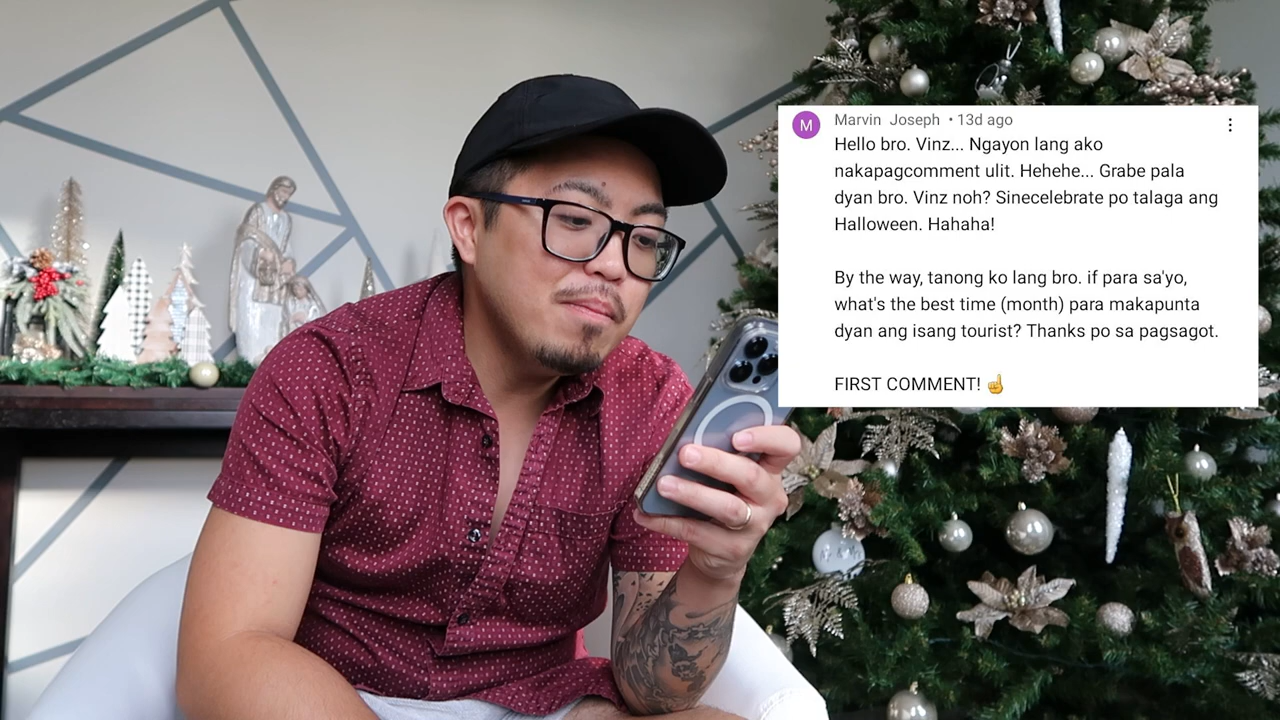 M
Marvin Joseph • 13d ago
Hello bro. Vinz... Ngayon lang ako
nakapagcomment ulit. Hehehe... Grabe pala
dyan bro. Vinz noh? Sinecelebrate po talaga ang
Halloween. Hahaha!
By the way, tanong ko lang bro. if para sa'yo,
what's the best time (month) para makapunta
dyan ang isang tourist? Thanks po sa pagsagot.
FIRST COMMENT! ☝️